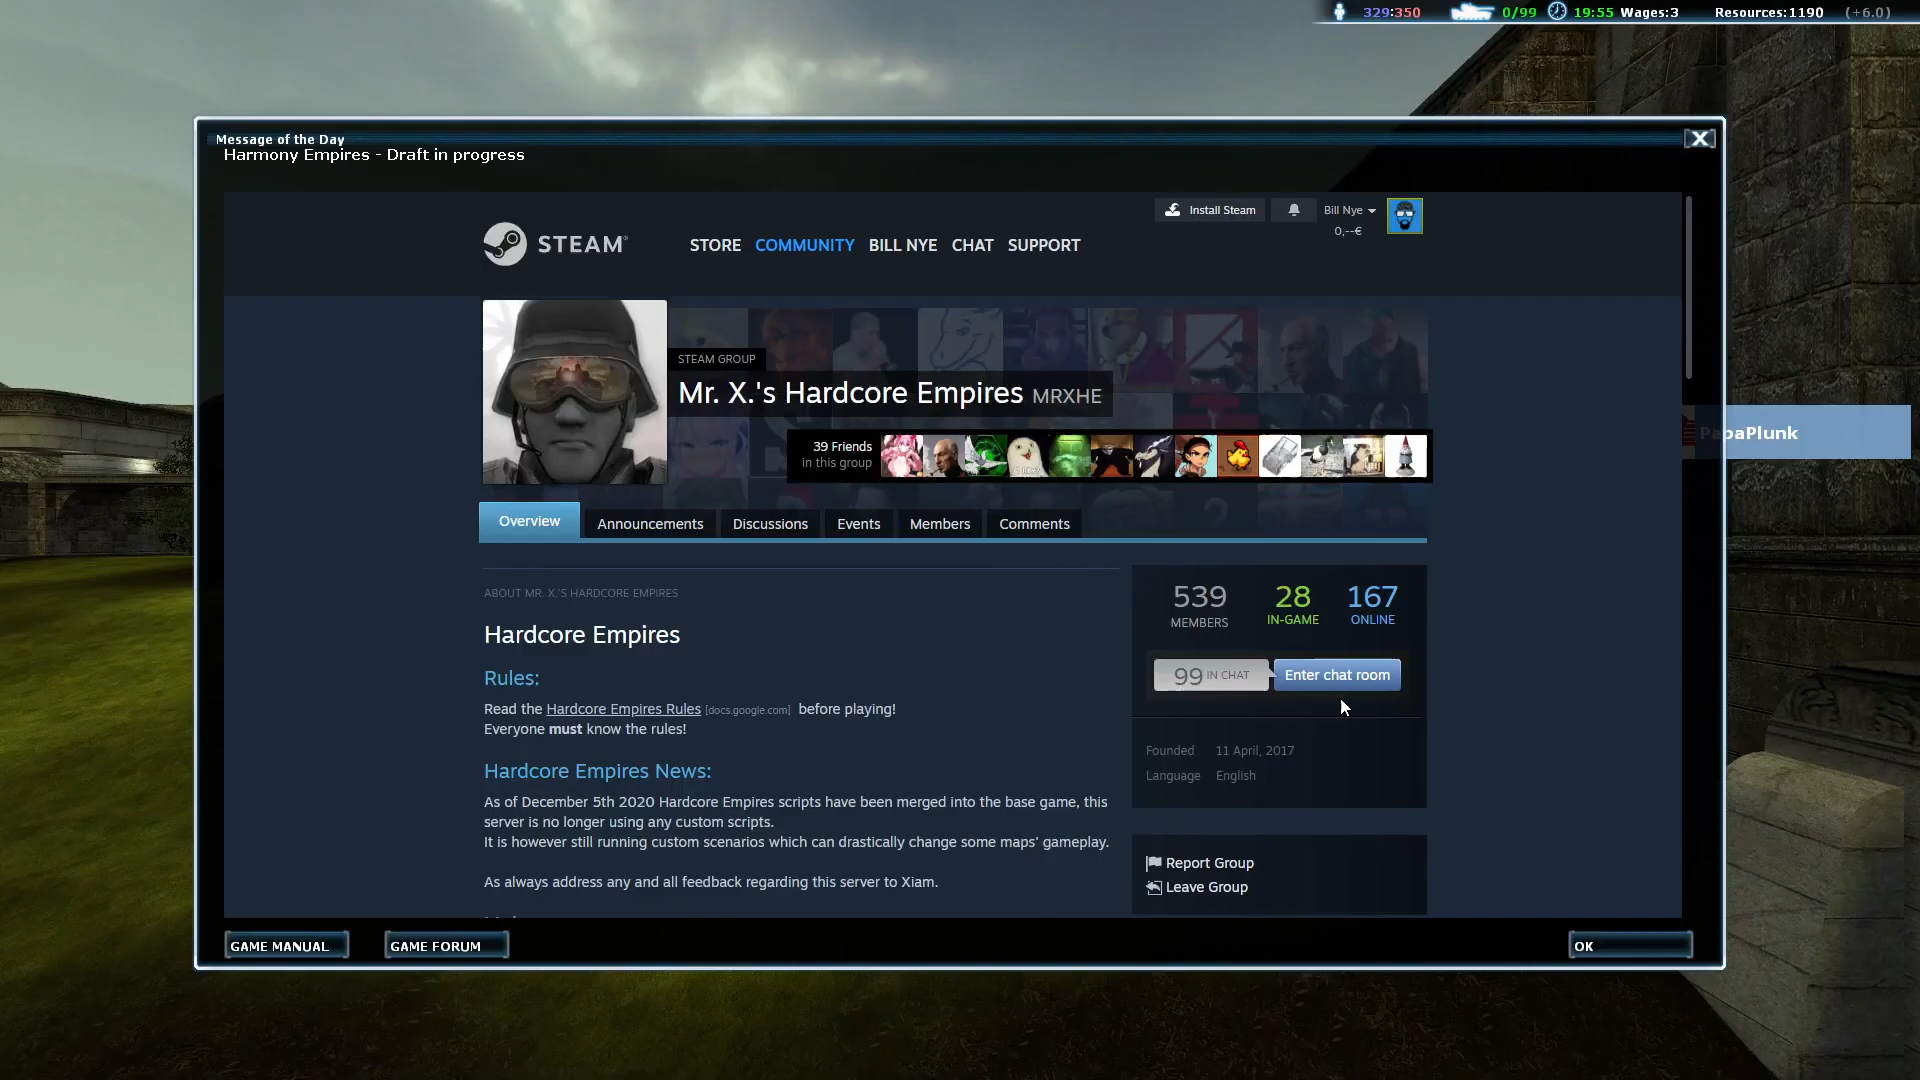 329:350 0/99 19:55 Wages:3 Resources:1190 (+6.0)
Message of the Day
Harmony Empires - Draft in progress
Install Steam
Bill Nye
0,--€
STEAM
STORE COMMUNITY BILL NYE CHAT SUPPORT
STEAM GROUP
Mr. X.'s Hardcore Empires MRXHE
39 Friends
in this group
PapaPlunk
Overview Announcements Discussions Events Members Comments
ABOUT MR. X.'S HARDCORE EMPIRES
Hardcore Empires
Rules:
Read the Hardcore Empires Rules [docs.google.com] before playing!
Everyone must know the rules!
Hardcore Empires News:
As of December 5th 2020 Hardcore Empires scripts have been merged into the base game, this
server is no longer using any custom scripts.
It is however still running custom scenarios which can drastically change some maps' gameplay.
As always address any and all feedback regarding this server to Xiam.
539 28 167
MEMBERS IN-GAME ONLINE
99 IN CHAT Enter chat room
Founded 11 April, 2017
Language English
Report Group
Leave Group
GAME MANUAL GAME FORUM OK